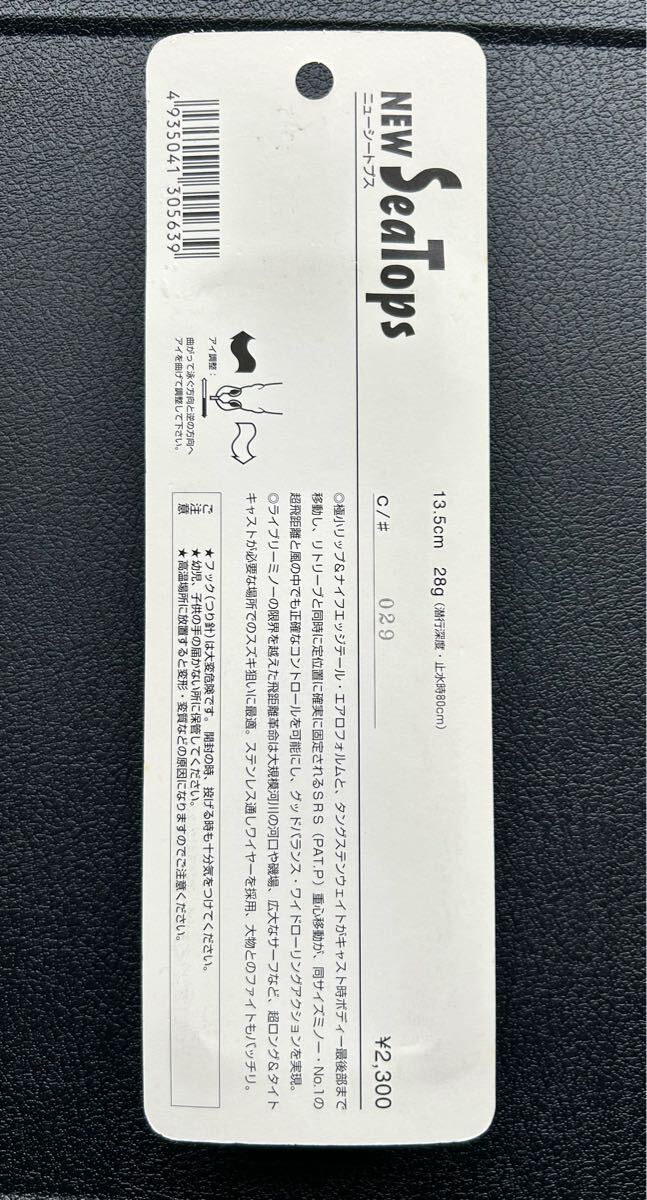 NEW SeaTops
ニューシートプス
13.5cm 28g (潜行深度・止水時80cm)
C/# 029
¥2,300
◎極小リップ&ナイフエッジテール・エアロフォルムと、タングステンウェイトがキャスト時ボディー最後部まで
移動し、リトリーブと同時に定位置に確実に固定されるSRS (PAT.P) 重心移動が、同サイズミノー・No.1の
超飛距離と風の中でも正確なコントロールを可能にし、グッドバランス・ワイドローリングアクションを実現。
◎ライブリーミノーの限界を越えた飛距離革命は大規模河川の河口や磯場、広大なサーフなど、超ロング&タイト
キャストが必要な場所でのスズキ狙いに最適。ステンレス通しワイヤーを採用、大物とのファイトもバッチリ。
アイ調整:
曲がって泳ぐ方向と逆の方向へ
アイを曲げて調整して下さい。
ご注意
★フック(つり針)は大変危険です。開封の時、投げる時も十分気をつけてください。
★幼児、子供の手の届かない所に保管してください。
★高温場所に放置すると変形・変質などの原因になりますのでご注意ください。
4 935041 305639